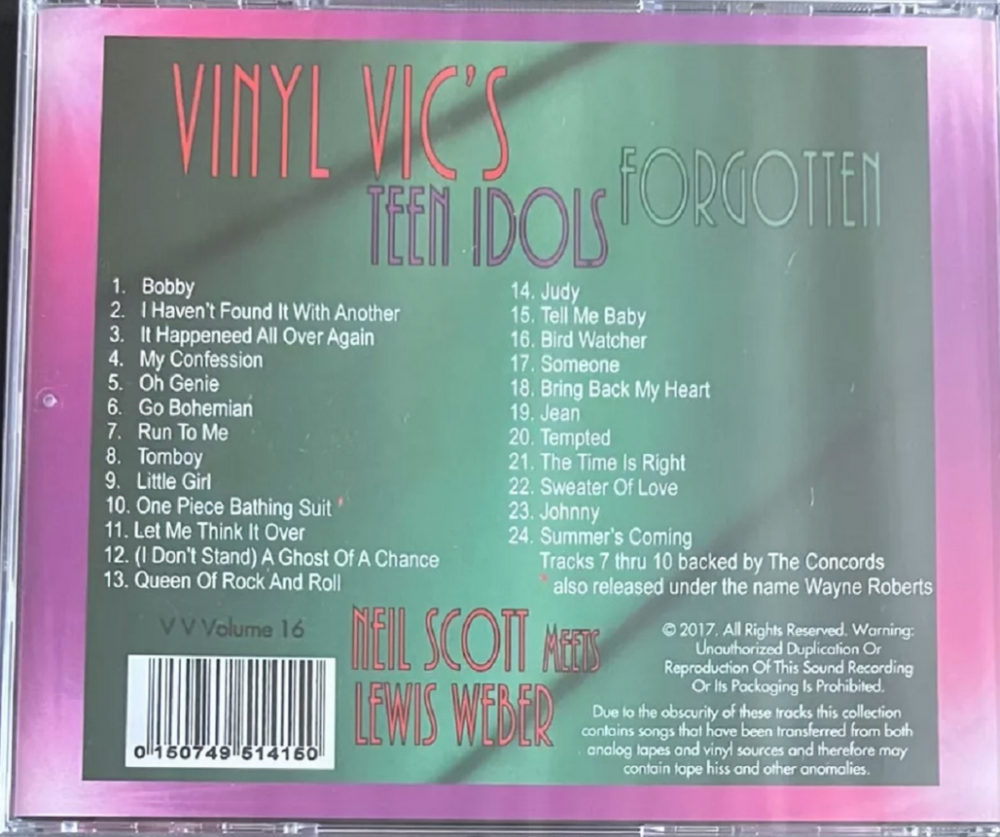 VINYL VIC'S
TEEN IDOLS
FORGOTTEN
1. Bobby
2. I Haven't Found It With Another
3. It Happeneed All Over Again
4. My Confession
5. Oh Genie
6. Go Bohemian
7. Run To Me
8. Tomboy
9. Little Girl
10. One Piece Bathing Suit *
11. Let Me Think It Over
12. (I Don't Stand) A Ghost Of A Chance
13. Queen Of Rock And Roll
14. Judy
15. Tell Me Baby
16. Bird Watcher
17. Someone
18. Bring Back My Heart
19. Jean
20. Tempted
21. The Time Is Right
22. Sweater Of Love
23. Johnny
24. Summer's Coming
Tracks 7 thru 10 backed by The Concords
* also released under the name Wayne Roberts
V V Volume 16
0 150749 514160
NEIL SCOTT MEETS
LEWIS WEBER
© 2017. All Rights Reserved. Warning:
Unauthorized Duplication Or
Reproduction Of This Sound Recording
Or Its Packaging Is Prohibited.
Due to the obscurity of these tracks this collection
contains songs that have been transferred from both
analog tapes and vinyl sources and therefore may
contain tape hiss and other anomalies.